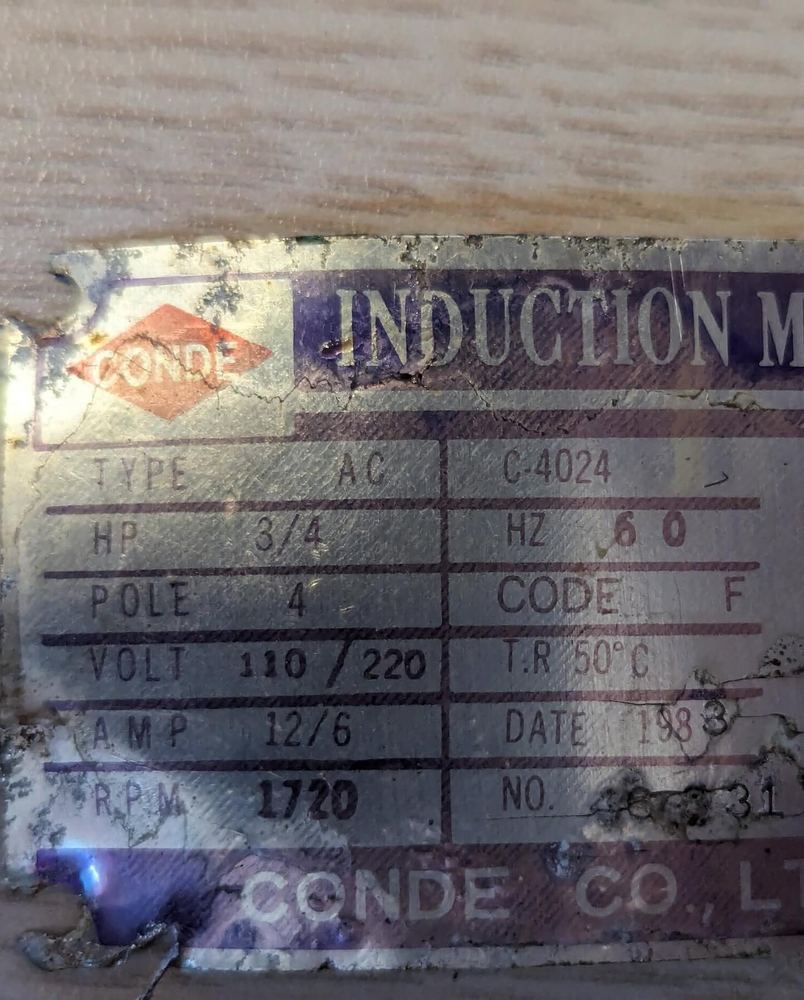 CONDE
INDUCTION M
TYPE AC C-4024
HP 3/4 HZ 60
POLE 4 CODE F
VOLT 110/220 T.R 50°C
AMP 12/6 DATE 1983
RPM 1720 NO.
CONDE CO., LT